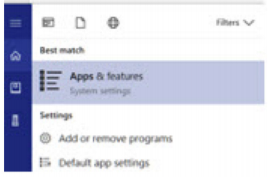 Filters
Best match
Apps & features
System settings
Settings
Add or remove programs
Default app settings